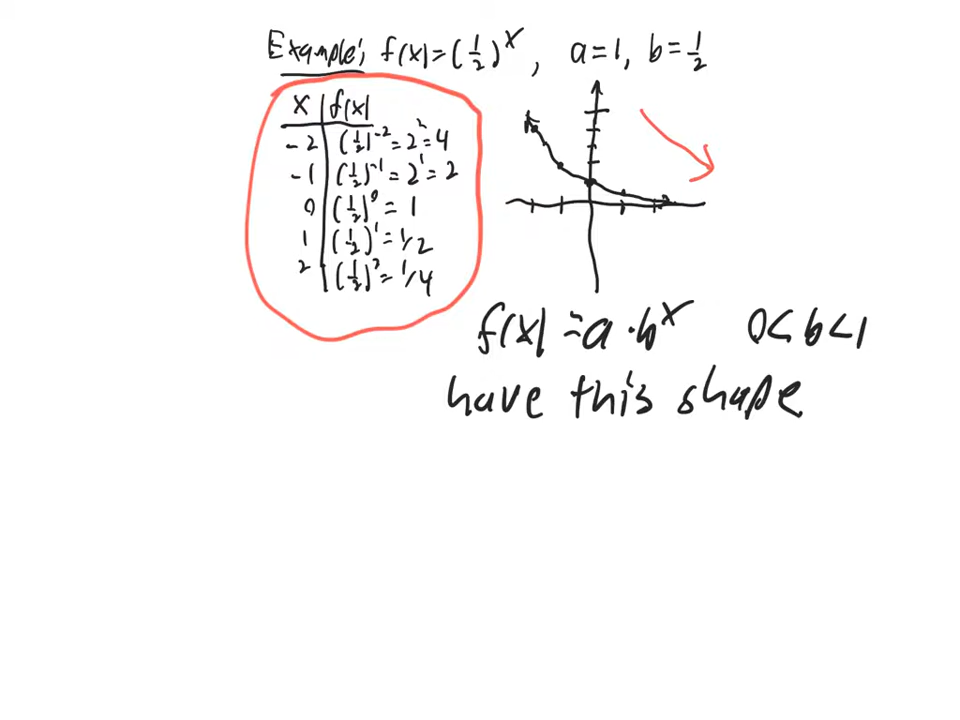 Example; f(x)=(1/2)^x, a=1, b=1/2
x | f(x)
-2 | (1/2)^-2 = 2^2 = 4
-1 | (1/2)^-1 = 2^1 = 2
0 | (1/2)^0 = 1
1 | (1/2)^1 = 1/2
2 | (1/2)^2 = 1/4
f(x) = a·b^x 0<b<1
have this shape